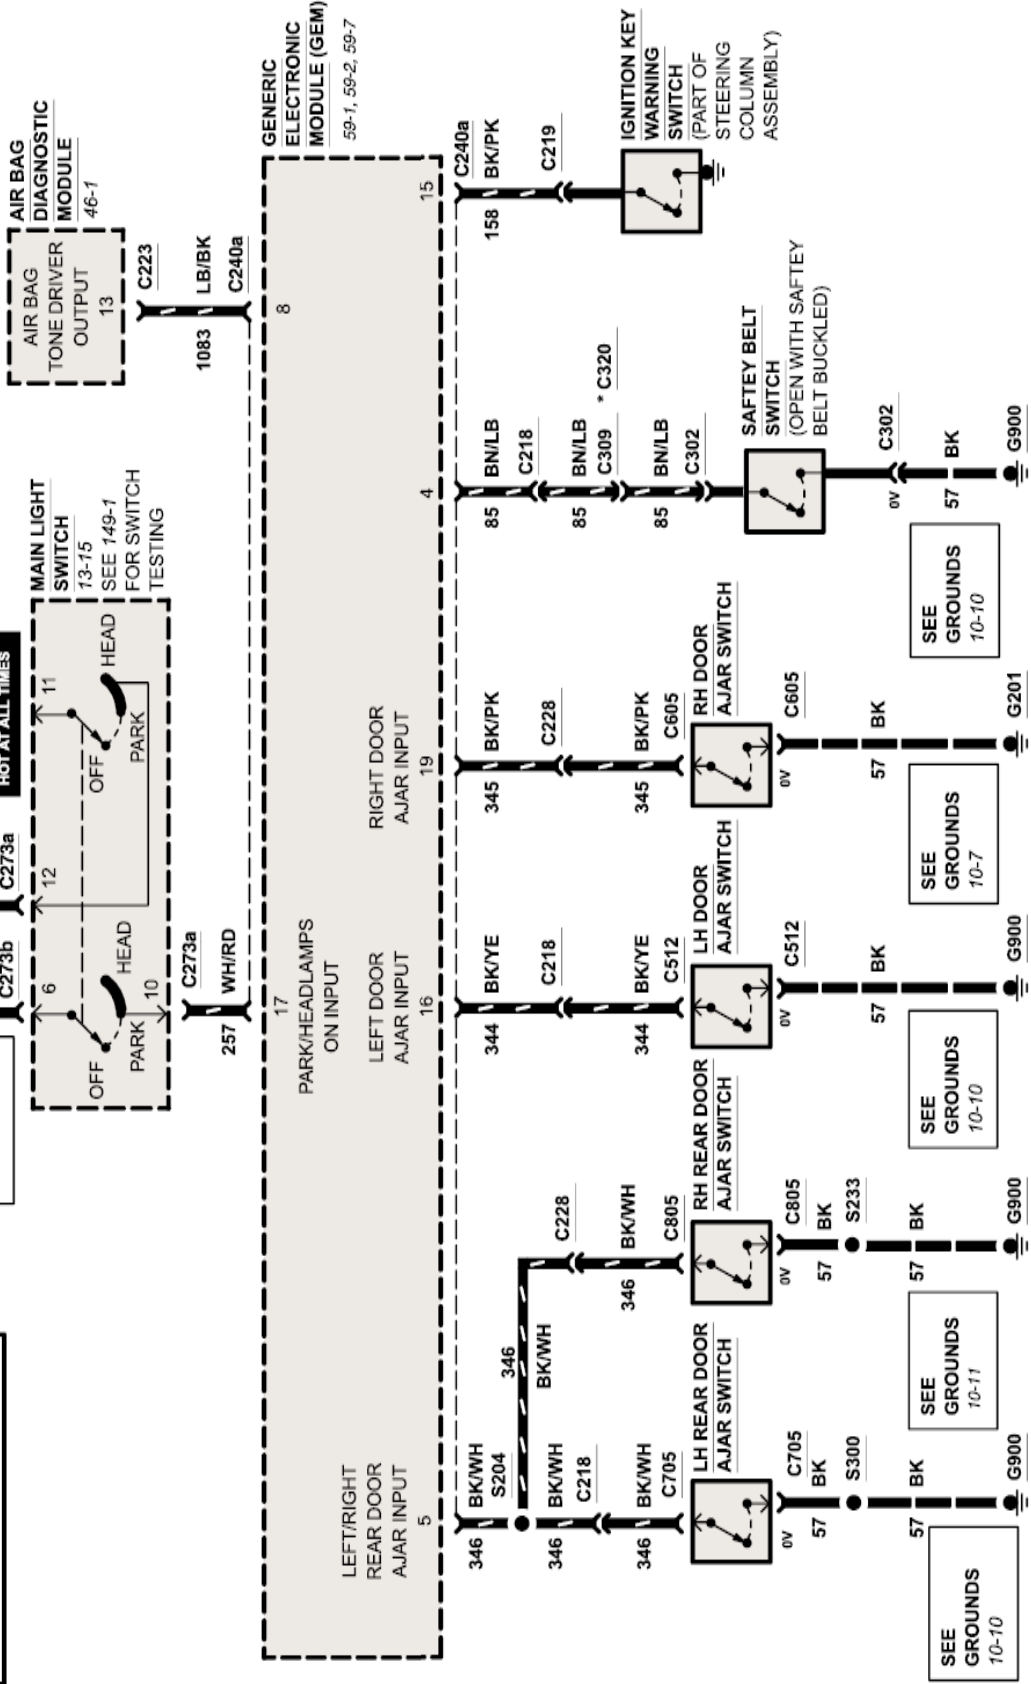 HOT AT ALL TIMES
C273b
C273a
6
12
11
OFF
HEAD
PARK
10
OFF
HEAD
PARK
MAIN LIGHT
SWITCH
13-15
SEE 149-1
FOR SWITCH
TESTING
AIR BAG
TONE DRIVER
OUTPUT
13
AIR BAG
DIAGNOSTIC
MODULE
46-1
C273a
257
WH/RD
C223
1083
LB/BK
C240a
17
PARK/HEADLAMPS
ON INPUT
8
GENERIC
ELECTRONIC
MODULE (GEM)
59-1, 59-2, 59-7
LEFT/RIGHT
REAR DOOR
AJAR INPUT
5
LEFT DOOR
AJAR INPUT
16
RIGHT DOOR
AJAR INPUT
19
4
15
C240a
346
BK/WH
S204
346
BK/WH
346
BK/WH
C218
346
BK/WH
C705
C228
346
BK/WH
C805
344
BK/YE
C218
344
BK/YE
C512
345
BK/PK
C228
345
BK/PK
C605
85
BN/LB
C218
85
BN/LB
C309
* C320
85
BN/LB
C302
158
BK/PK
C219
LH REAR DOOR
AJAR SWITCH
RH REAR DOOR
AJAR SWITCH
LH DOOR
AJAR SWITCH
RH DOOR
AJAR SWITCH
SAFTEY BELT
SWITCH
(OPEN WITH SAFTEY
BELT BUCKLED)
IGNITION KEY
WARNING
SWITCH
(PART OF
STEERING
COLUMN
ASSEMBLY)
0V
C705
57
BK
S300
57
BK
G900
0V
C805
57
BK
S233
57
BK
G900
0V
C512
57
BK
G900
0V
C605
57
BK
G201
0V
C302
57
BK
G900
SEE
GROUNDS
10-10
SEE
GROUNDS
10-11
SEE
GROUNDS
10-10
SEE
GROUNDS
10-7
SEE
GROUNDS
10-10